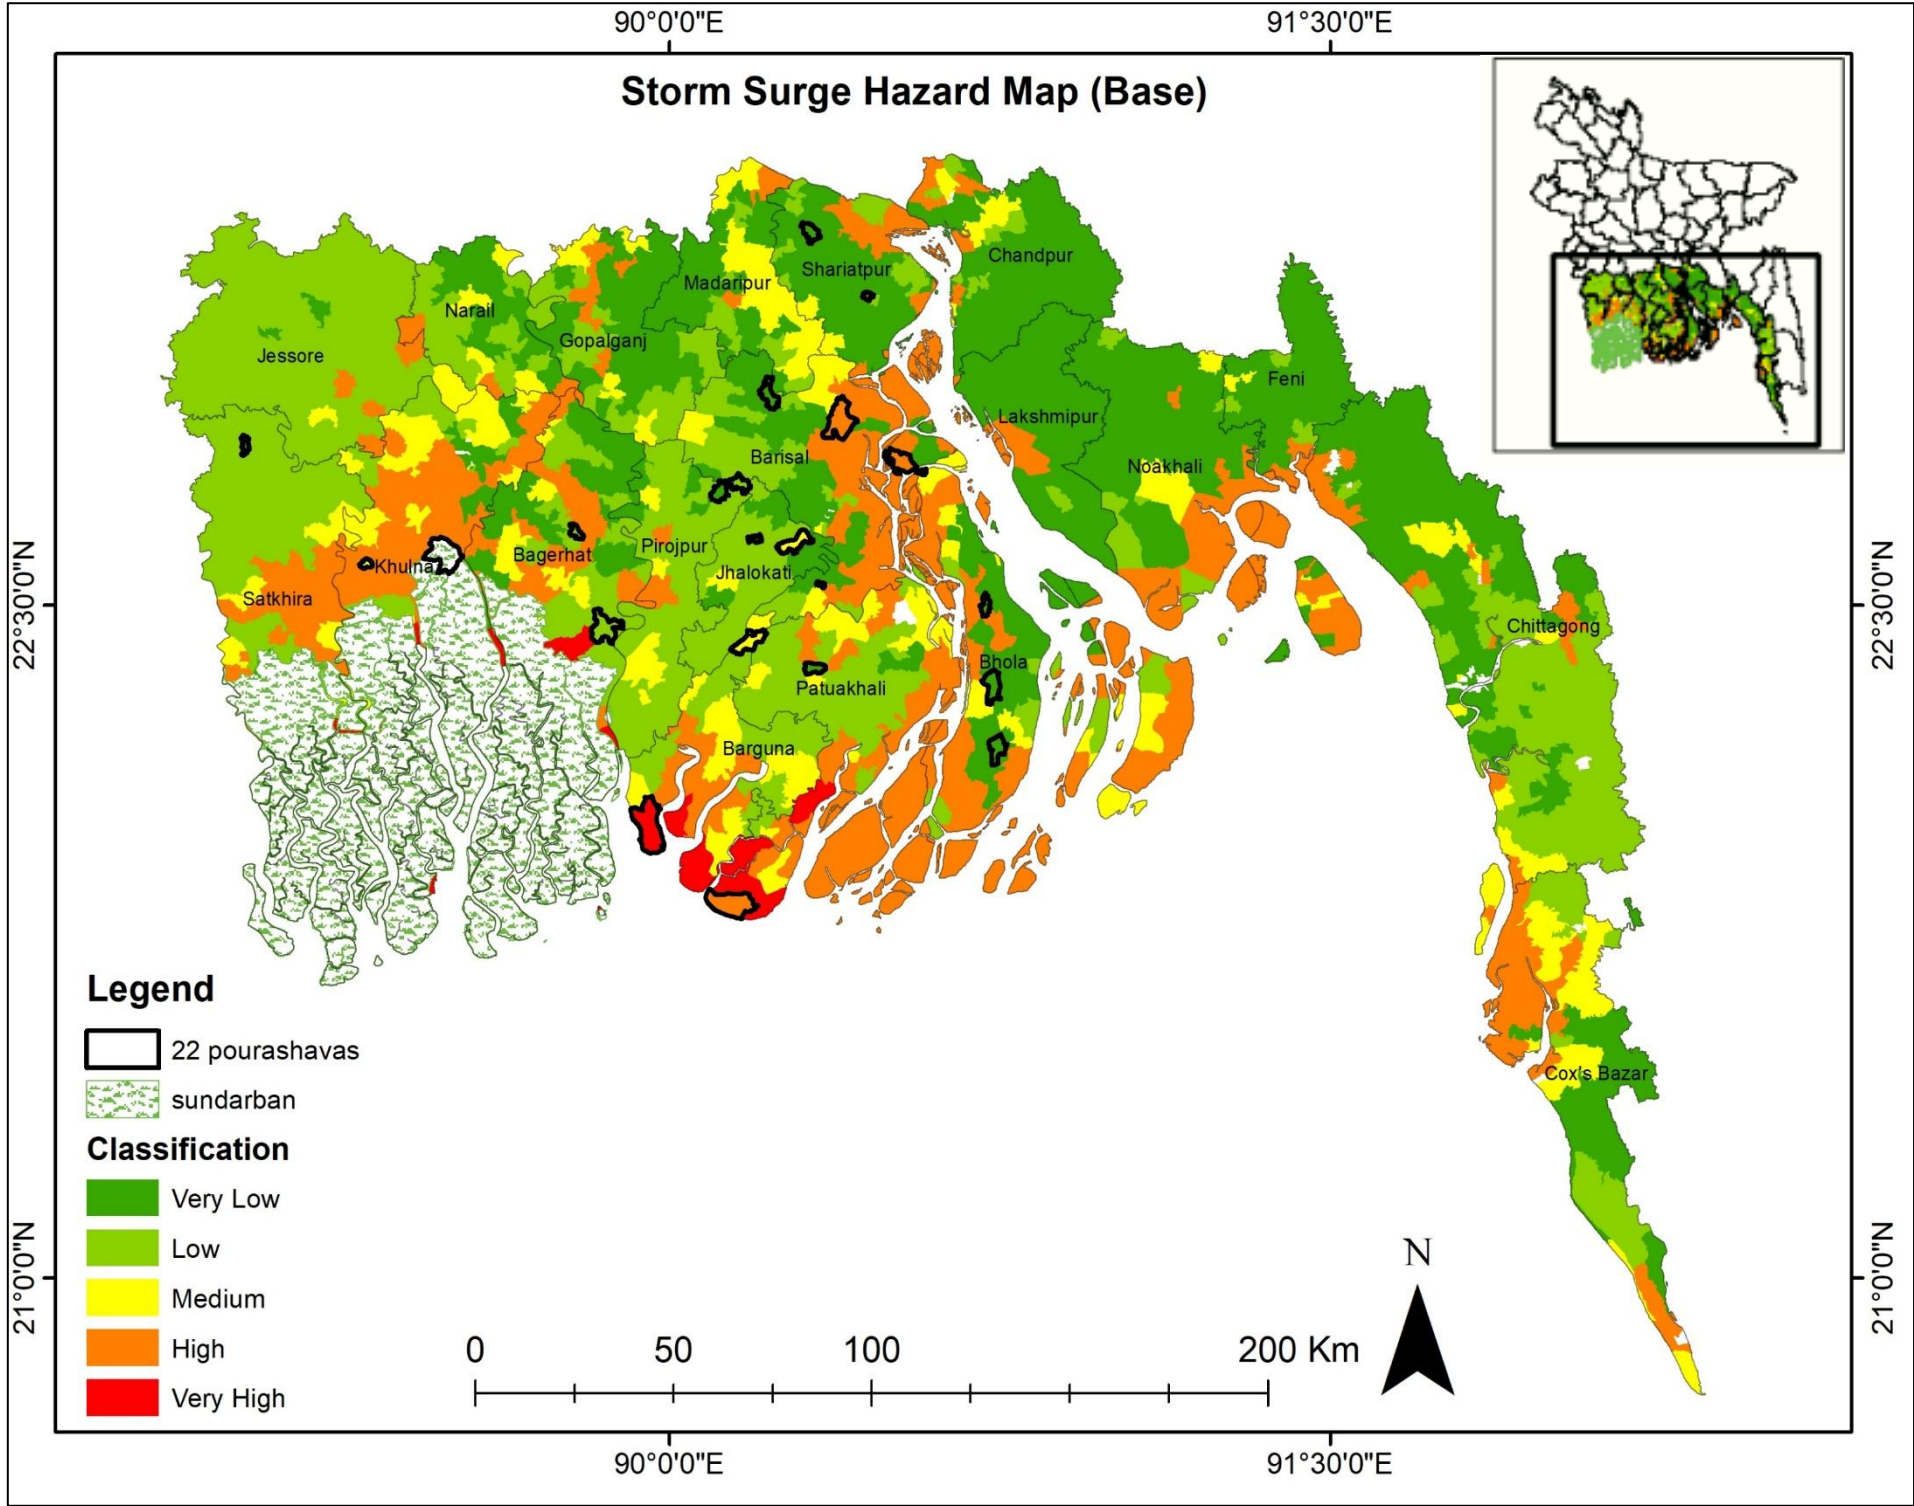 90°0'0"E
91°30'0"E
Storm Surge Hazard Map (Base)
Chandpur
Shariatpur
Madaripur
Narail
Gopalganj
Jessore
Feni
Lakshmipur
Barisal
Noakhali
Pirojpur
Bagerhat
Khulna
Jhalokati
Satkhira
Chittagong
Bhola
Patuakhali
Barguna
Cox's Bazar
22°30'0"N
22°30'0"N
21°0'0"N
21°0'0"N
Legend
22 pourashavas
sundarban
Classification
Very Low
Low
Medium
High
Very High
0 50 100 200 Km
N
90°0'0"E
91°30'0"E